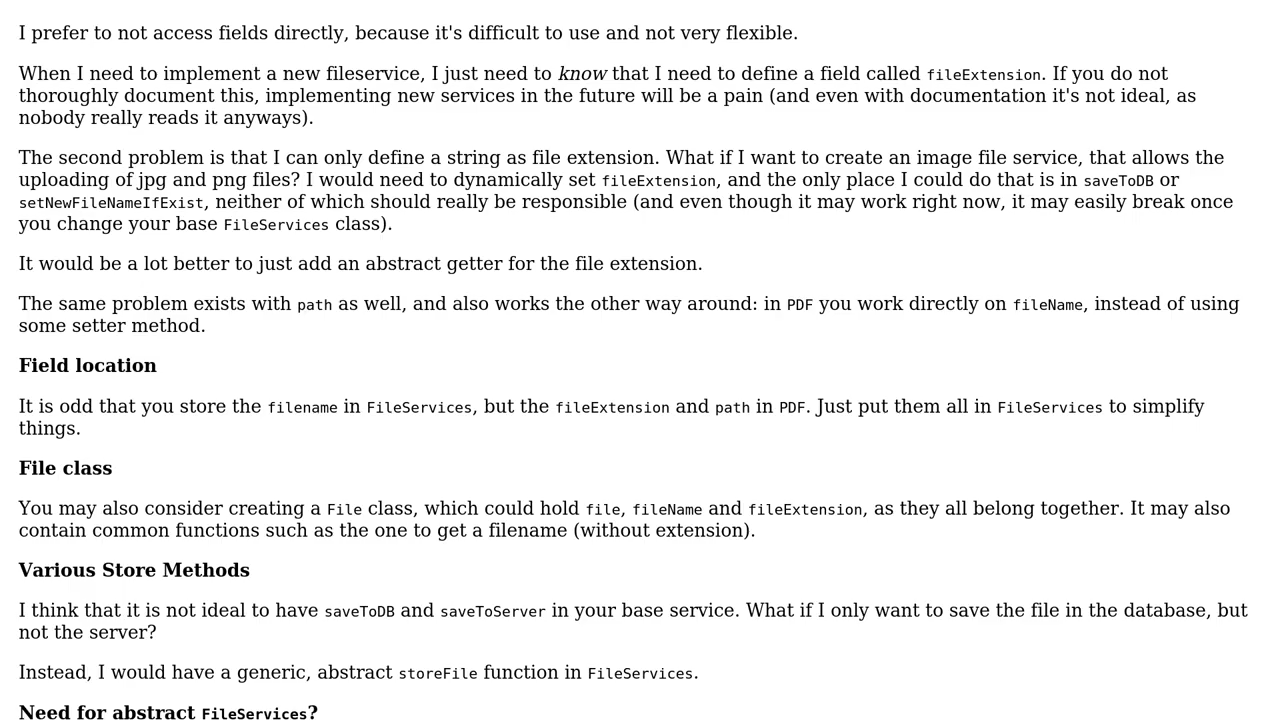 I prefer to not access fields directly, because it's difficult to use and not very flexible.
When I need to implement a new fileservice, I just need to know that I need to define a field called fileExtension. If you do not
thoroughly document this, implementing new services in the future will be a pain (and even with documentation it's not ideal, as
nobody really reads it anyways).
The second problem is that I can only define a string as file extension. What if I want to create an image file service, that allows the
uploading of jpg and png files? I would need to dynamically set fileExtension, and the only place I could do that is in saveToDB or
setNewFileNameIfExist, neither of which should really be responsible (and even though it may work right now, it may easily break once
you change your base FileServices class).
It would be a lot better to just add an abstract getter for the file extension.
The same problem exists with path as well, and also works the other way around: in PDF you work directly on fileName, instead of using
some setter method.
Field location
It is odd that you store the filename in FileServices, but the fileExtension and path in PDF. Just put them all in FileServices to simplify
things.
File class
You may also consider creating a File class, which could hold file, fileName and fileExtension, as they all belong together. It may also
contain common functions such as the one to get a filename (without extension).
Various Store Methods
I think that it is not ideal to have saveToDB and saveToServer in your base service. What if I only want to save the file in the database, but
not the server?
Instead, I would have a generic, abstract storeFile function in FileServices.
Need for abstract FileServices?